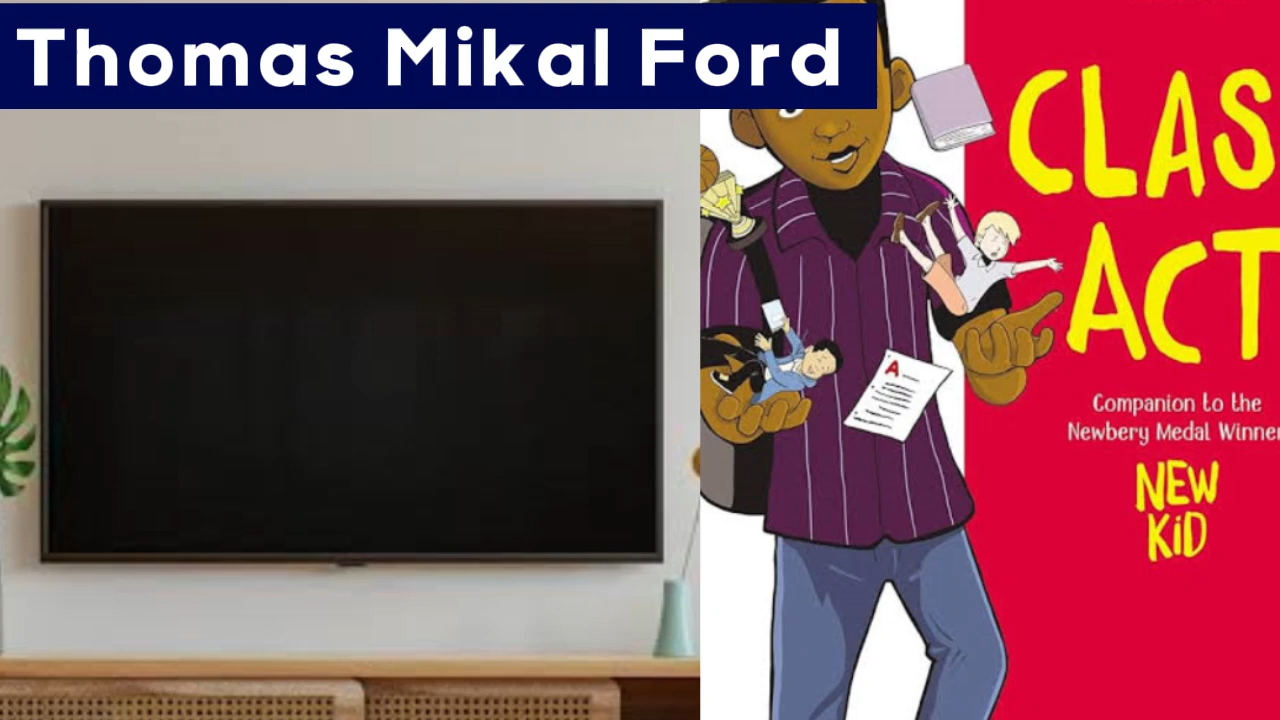 Thomas Mikal Ford
CLAS
ACT
Companion to the
Newbery Medal Winner
NEW
KiD
A